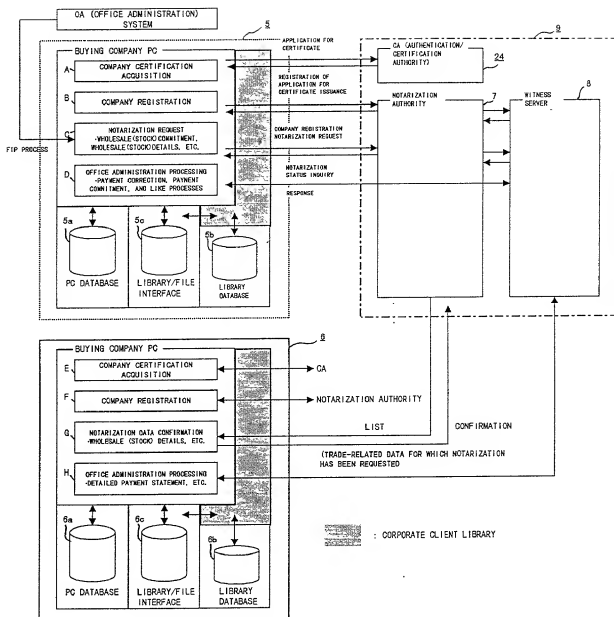 OA (OFFICE ADMINISTRATION)
SYSTEM
5
BUYING COMPANY PC
APPLICATION FOR
CERTIFICATE
9
A
COMPANY CERTIFICATION
ACQUISITION
CA (AUTHENTICATION/
CERTIFICATION
AUTHORITY)
24
B
COMPANY REGISTRATION
REGISTRATION OF
APPLICATION FOR
CERTIFICATE ISSUANCE
NOTARIZATION
AUTHORITY
7
WITNESS
SERVER
8
C
NOTARIZATION REQUEST
-WHOLESALE(STOCK)COMMITMENT,
WHOLESALE(STOCK)DETAILS, ETC.
COMPANY REGISTRATION
NOTARIZATION REQUEST
FIP PROCESS
D
OFFICE ADMINISTRATION PROCESSING
-PAYMENT CORRECTION, PAYMENT
COMMITMENT, AND LIKE PROCESSES
NOTARIZATION
STATUS INQUIRY
RESPONSE
5a
5c
5b
PC DATABASE
LIBRARY/FILE
INTERFACE
LIBRARY
DATABASE
6
BUYING COMPANY PC
E
COMPANY CERTIFICATION
ACQUISITION
CA
F
COMPANY REGISTRATION
NOTARIZATION AUTHORITY
G
NOTARIZATION DATA CONFIRMATION
-WHOLESALE (STOCK) DETAILS, ETC.
LIST
CONFIRMATION
(TRADE-RELATED DATA FOR WHICH NOTARIZATION
HAS BEEN REQUESTED
H
OFFICE ADMINISTRATION PROCESSING
-DETAILED PAYMENT STATEMENT, ETC.
6a
6c
6b
PC DATABASE
LIBRARY/FILE
INTERFACE
LIBRARY
DATABASE
: CORPORATE CLIENT LIBRARY